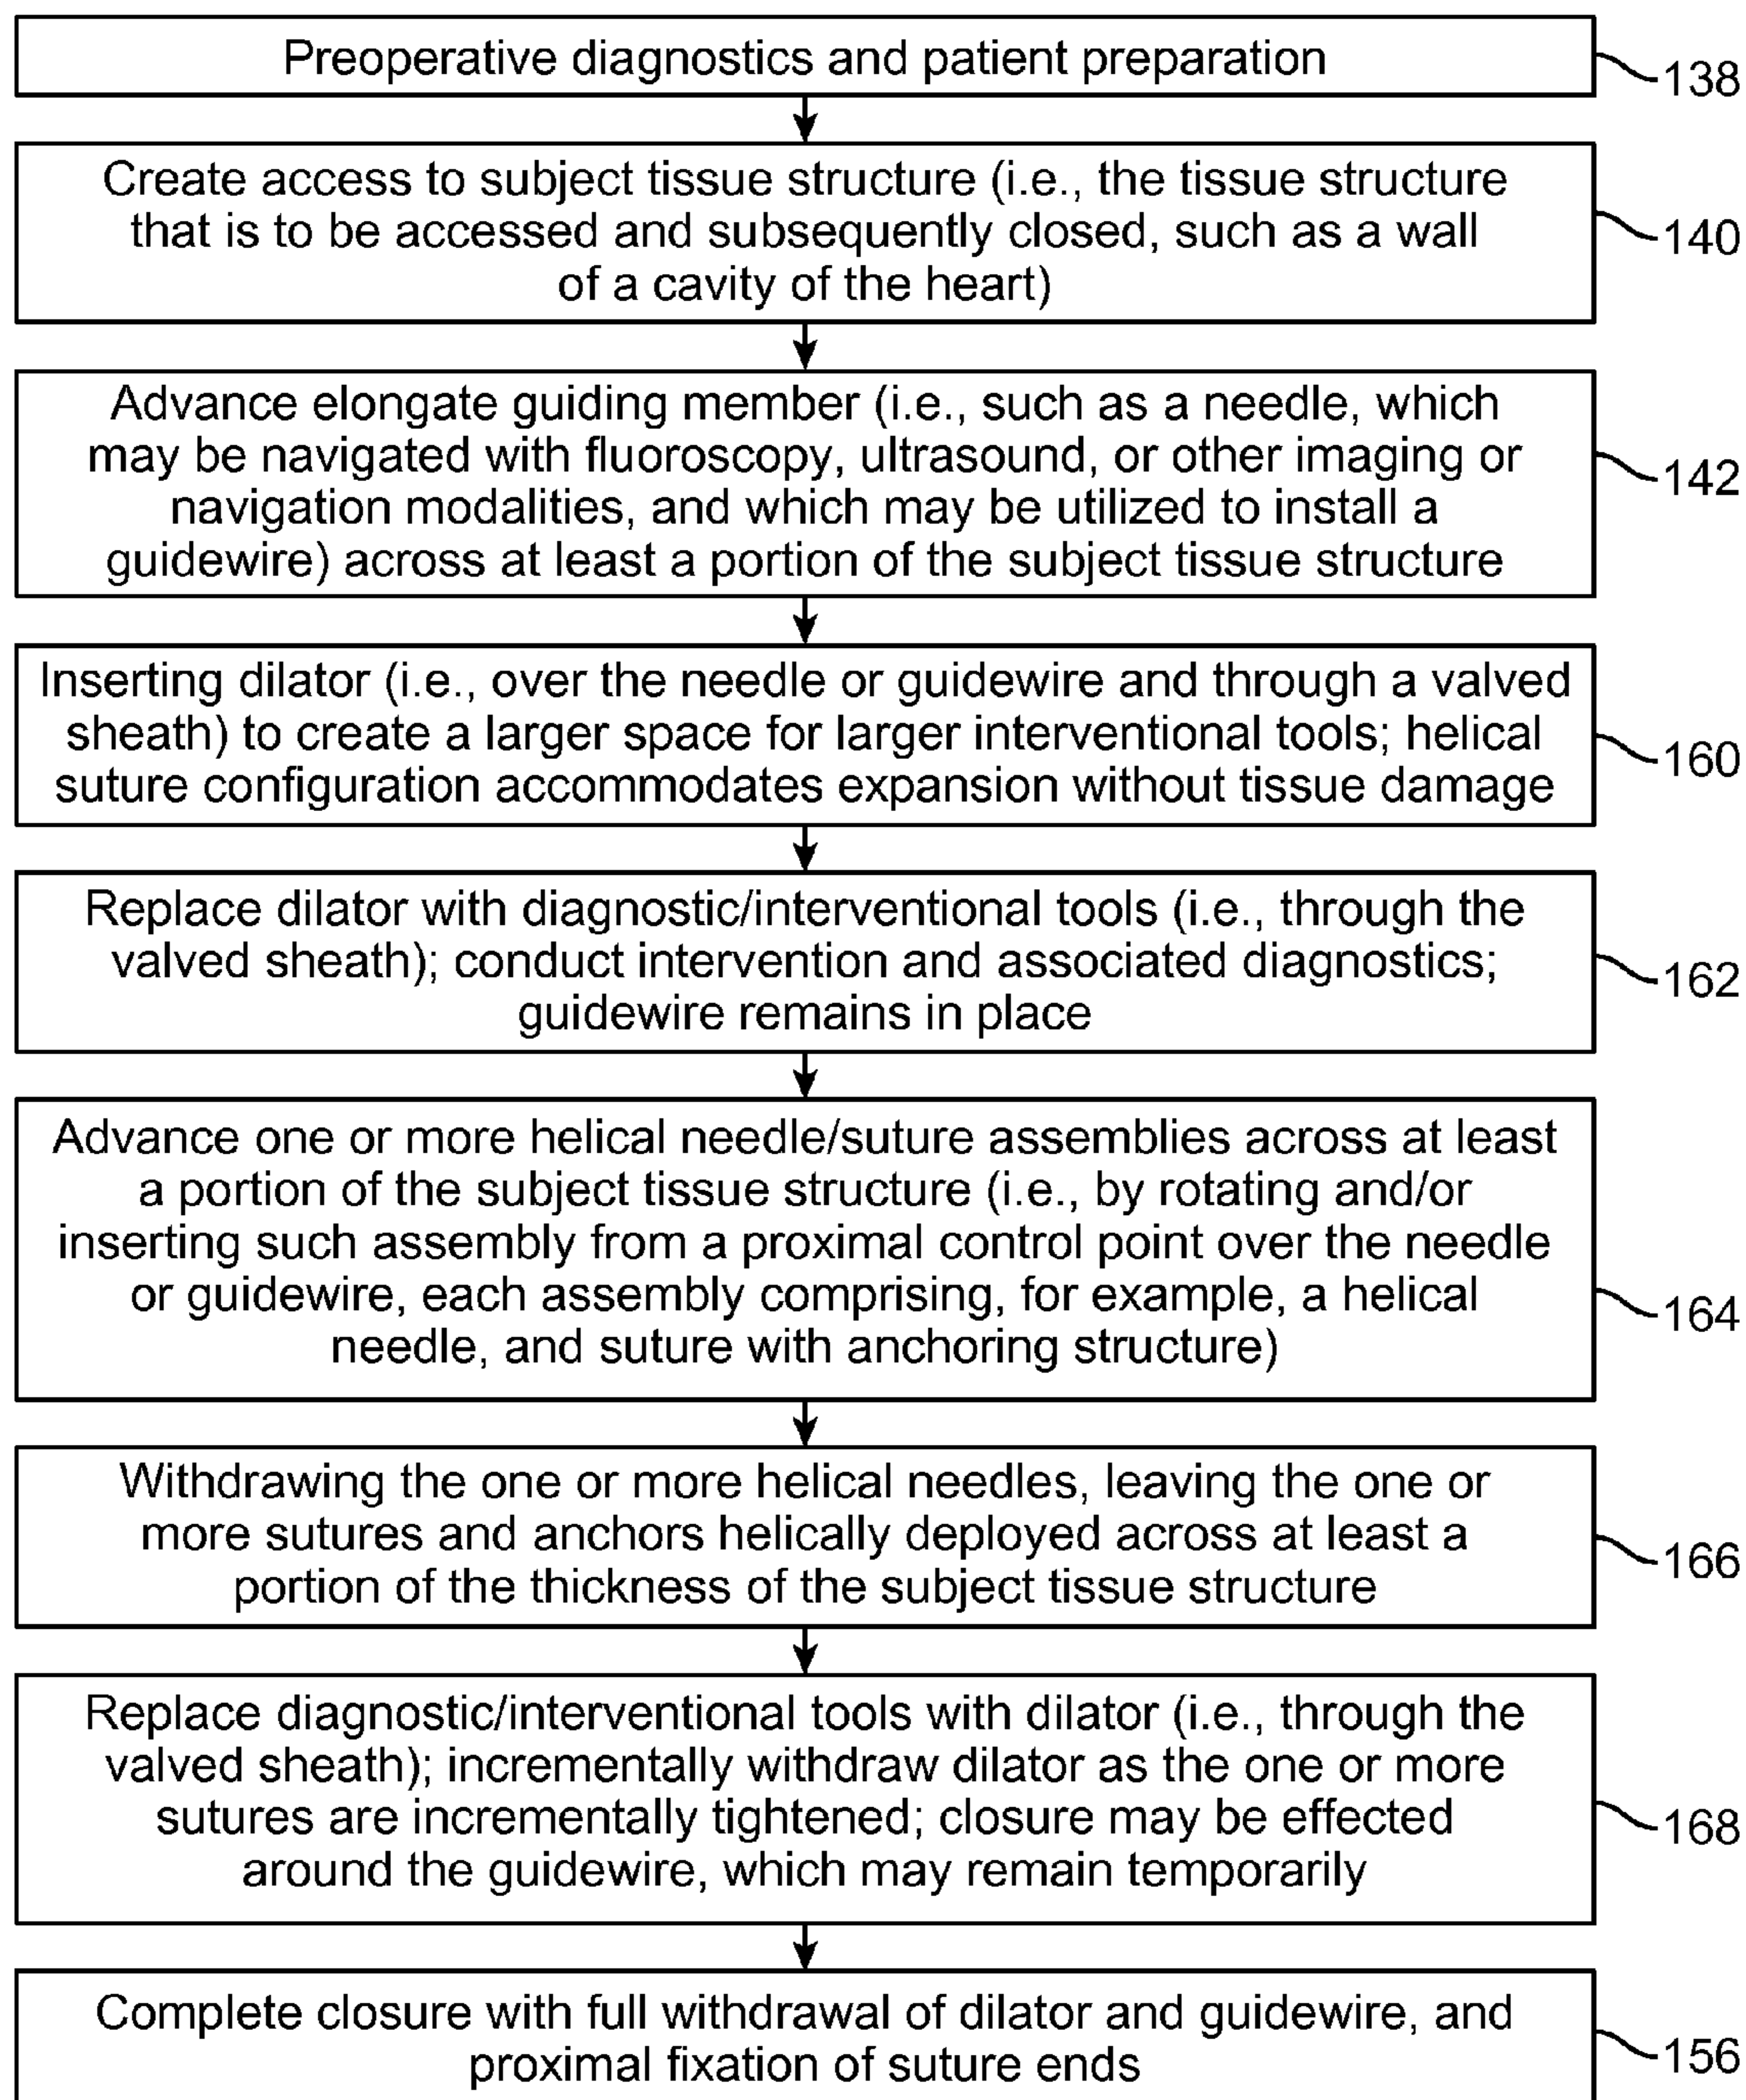 Preoperative diagnostics and patient preparation
138
Create access to subject tissue structure (i.e., the tissue structure
that is to be accessed and subsequently closed, such as a wall
of a cavity of the heart)
140
Advance elongate guiding member (i.e., such as a needle, which
may be navigated with fluoroscopy, ultrasound, or other imaging or
navigation modalities, and which may be utilized to install a
guidewire) across at least a portion of the subject tissue structure
142
Inserting dilator (i.e., over the needle or guidewire and through a valved
sheath) to create a larger space for larger interventional tools; helical
suture configuration accommodates expansion without tissue damage
160
Replace dilator with diagnostic/interventional tools (i.e., through the
valved sheath); conduct intervention and associated diagnostics;
guidewire remains in place
162
Advance one or more helical needle/suture assemblies across at least
a portion of the subject tissue structure (i.e., by rotating and/or
inserting such assembly from a proximal control point over the needle
or guidewire, each assembly comprising, for example, a helical
needle, and suture with anchoring structure)
164
Withdrawing the one or more helical needles, leaving the one or
more sutures and anchors helically deployed across at least a
portion of the thickness of the subject tissue structure
166
Replace diagnostic/interventional tools with dilator (i.e., through the
valved sheath); incrementally withdraw dilator as the one or more
sutures are incrementally tightened; closure may be effected
around the guidewire, which may remain temporarily
168
Complete closure with full withdrawal of dilator and guidewire, and
proximal fixation of suture ends
156